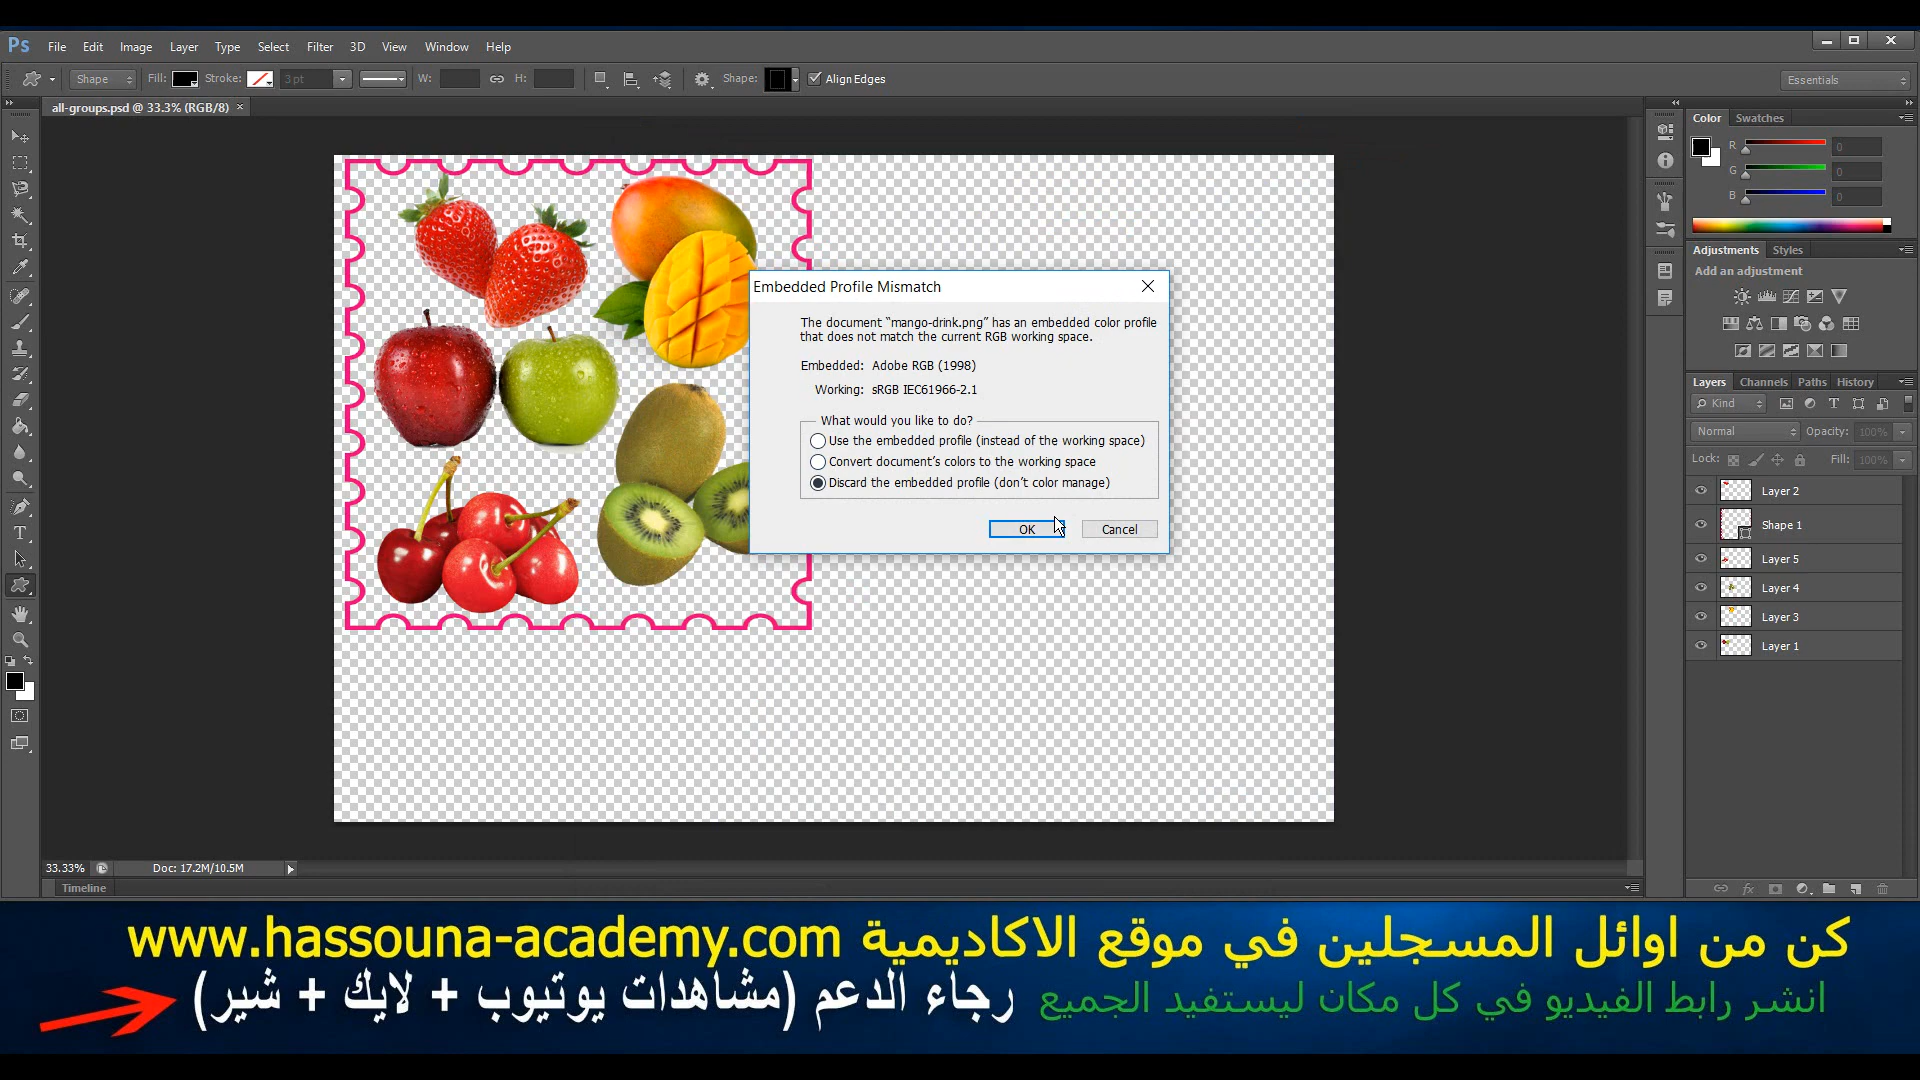 Ps File Edit Image Layer Type Select Filter 3D View Window Help
Shape Fill: Stroke: 3 pt W: H: Shape: Align Edges Essentials
all-groups.psd @ 33.3% (RGB/8) ×
Color Swatches
R 0
G 0
B 0
Adjustments Styles
Add an adjustment
Embedded Profile Mismatch
The document “mango-drink.png” has an embedded color profile
that does not match the current RGB working space.
Embedded: Adobe RGB (1998)
Working: sRGB IEC61966-2.1
What would you like to do?
Use the embedded profile (instead of the working space)
Convert document's colors to the working space
Discard the embedded profile (don't color manage)
OK Cancel
Layers Channels Paths History
Kind
Normal Opacity: 100%
Lock: Fill: 100%
Layer 2
Shape 1
Layer 5
Layer 4
Layer 3
Layer 1
33.33% Doc: 17.2M/10.5M
Timeline
كن من اوائل المسجلين في موقع الاكاديمية www.hassouna-academy.com
انشر رابط الفيديو في كل مكان ليستفيد الجميع رجاء الدعم (مشاهدات يوتيوب + لايك + شير)